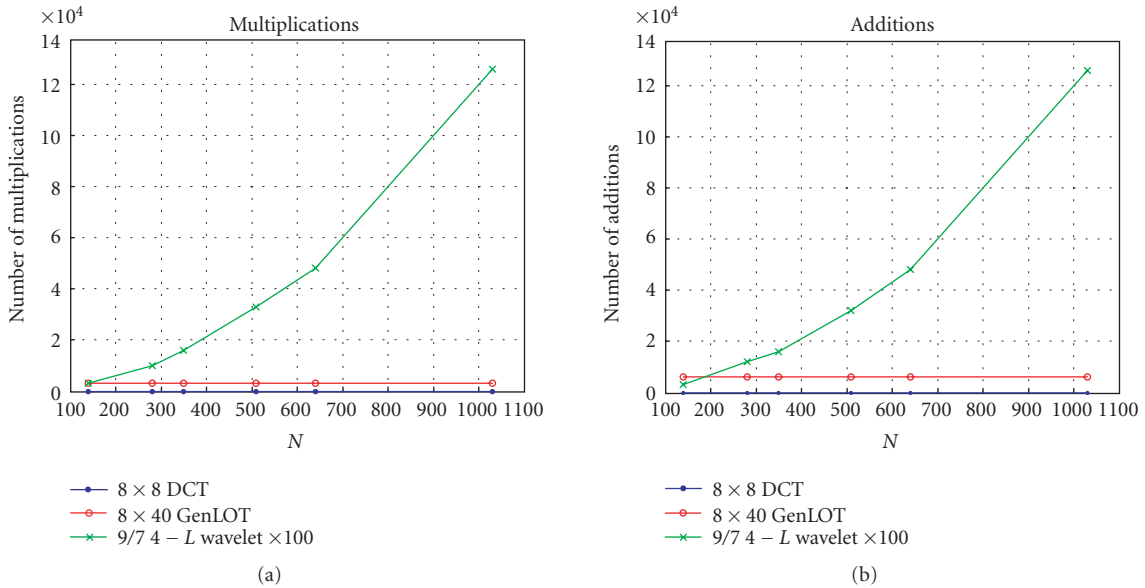 ×10⁴
Multiplications
14
12
10
8
6
4
2
0
Number of multiplications
100 200 300 400 500 600 700 800 900 1000 1100
N
8 × 8 DCT
8 × 40 GenLOT
9/7 4 − L wavelet ×100
(a)
×10⁴
Additions
14
12
10
8
6
4
2
0
Number of additions
100 200 300 400 500 600 700 800 900 1000 1100
N
8 × 8 DCT
8 × 40 GenLOT
9/7 4 − L wavelet ×100
(b)